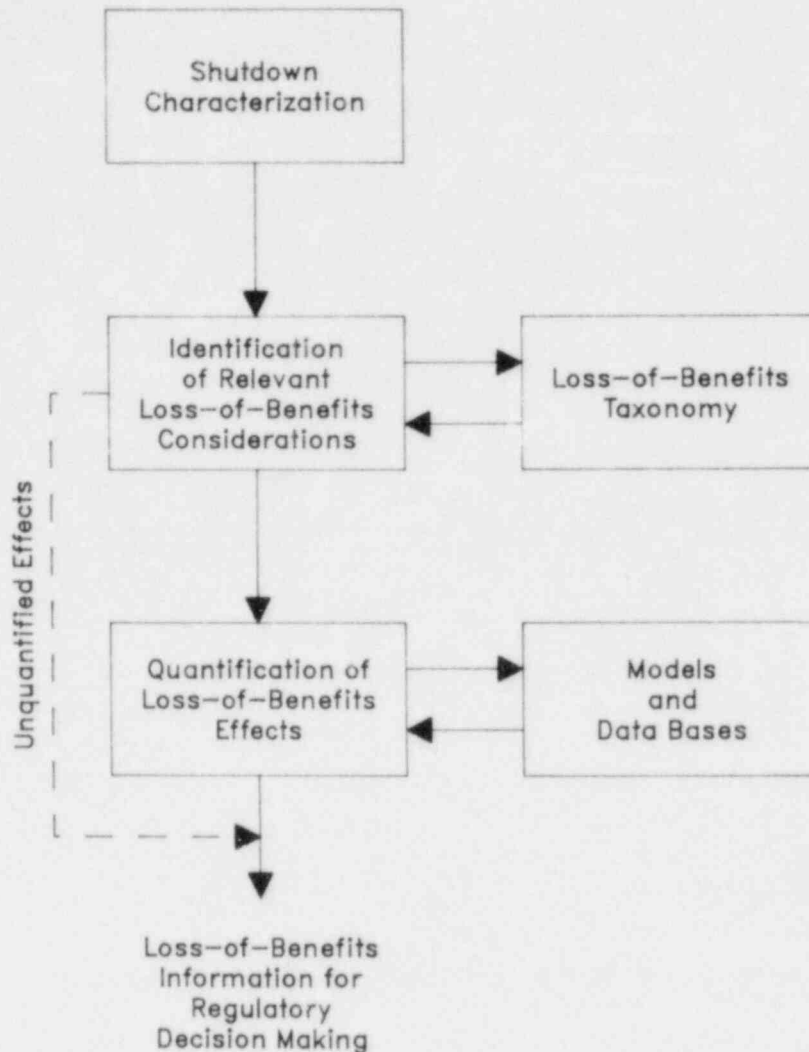 Shutdown
Characterization
Identification
of Relevant
Loss-of-Benefits
Considerations
Loss-of-Benefits
Taxonomy
Unquantified Effects
Quantification of
Loss-of-Benefits
Effects
Models
and
Data Bases
Loss-of-Benefits
Information for
Regulatory
Decision Making